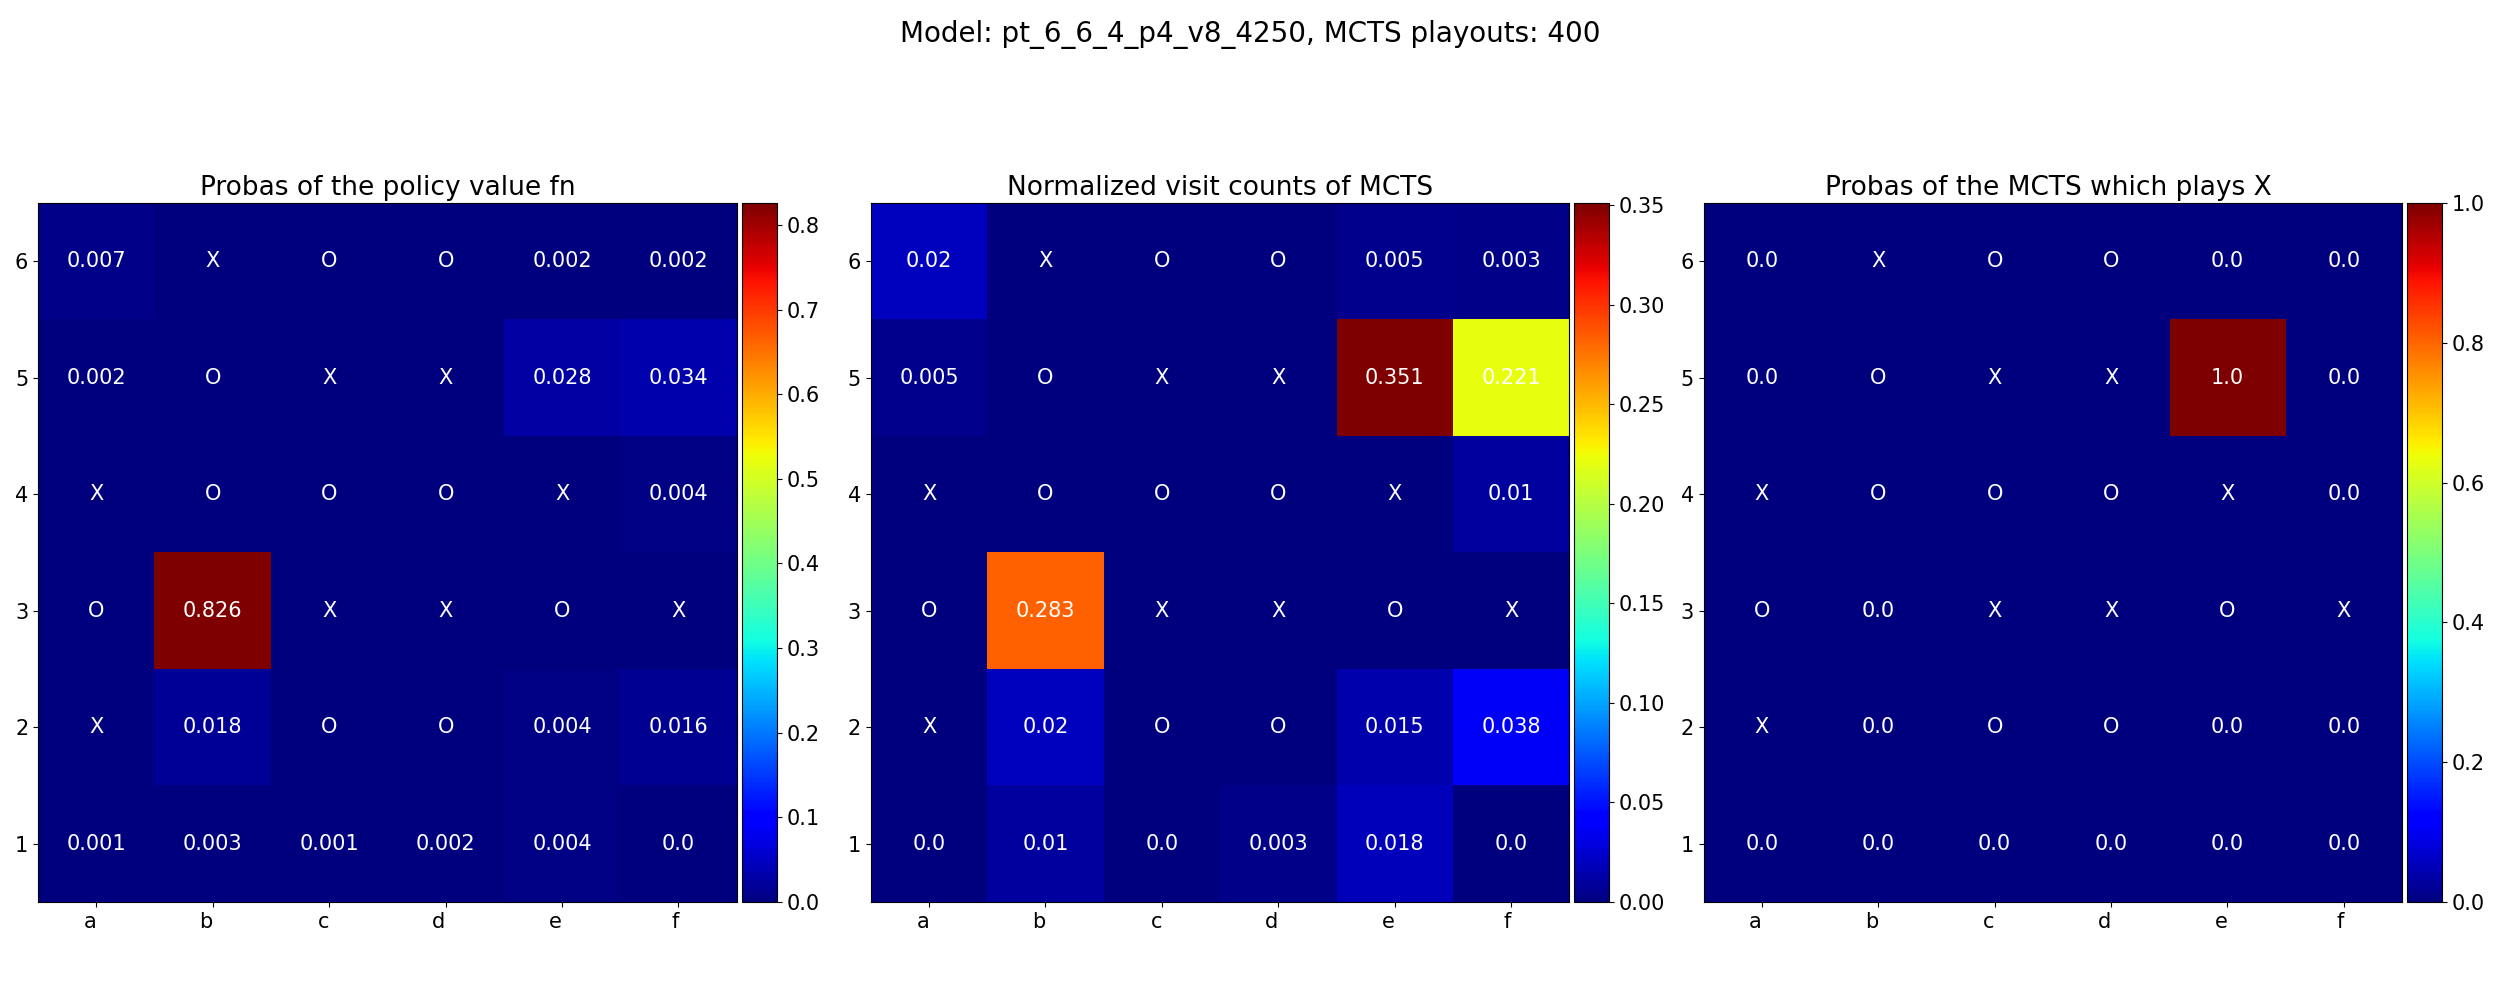 Model: pt_6_6_4_p4_v8_4250, MCTS playouts: 400
Probas of the policy value fn
6 0.007 X O O 0.002 0.002
5 0.002 O X X 0.028 0.034
4 X O O O X 0.004
3 O 0.826 X X O X
2 X 0.018 O O 0.004 0.016
1 0.001 0.003 0.001 0.002 0.004 0.0
a b c d e f
0.8
0.7
0.6
0.5
0.4
0.3
0.2
0.1
0.0
Normalized visit counts of MCTS
6 0.02 X O O 0.005 0.003
5 0.005 O X X 0.351 0.221
4 X O O O X 0.01
3 O 0.283 X X O X
2 X 0.02 O O 0.015 0.038
1 0.0 0.01 0.0 0.003 0.018 0.0
a b c d e f
0.35
0.30
0.25
0.20
0.15
0.10
0.05
0.00
Probas of the MCTS which plays X
6 0.0 X O O 0.0 0.0
5 0.0 O X X 1.0 0.0
4 X O O O X 0.0
3 O 0.0 X X O X
2 X 0.0 O O 0.0 0.0
1 0.0 0.0 0.0 0.0 0.0 0.0
a b c d e f
1.0
0.8
0.6
0.4
0.2
0.0